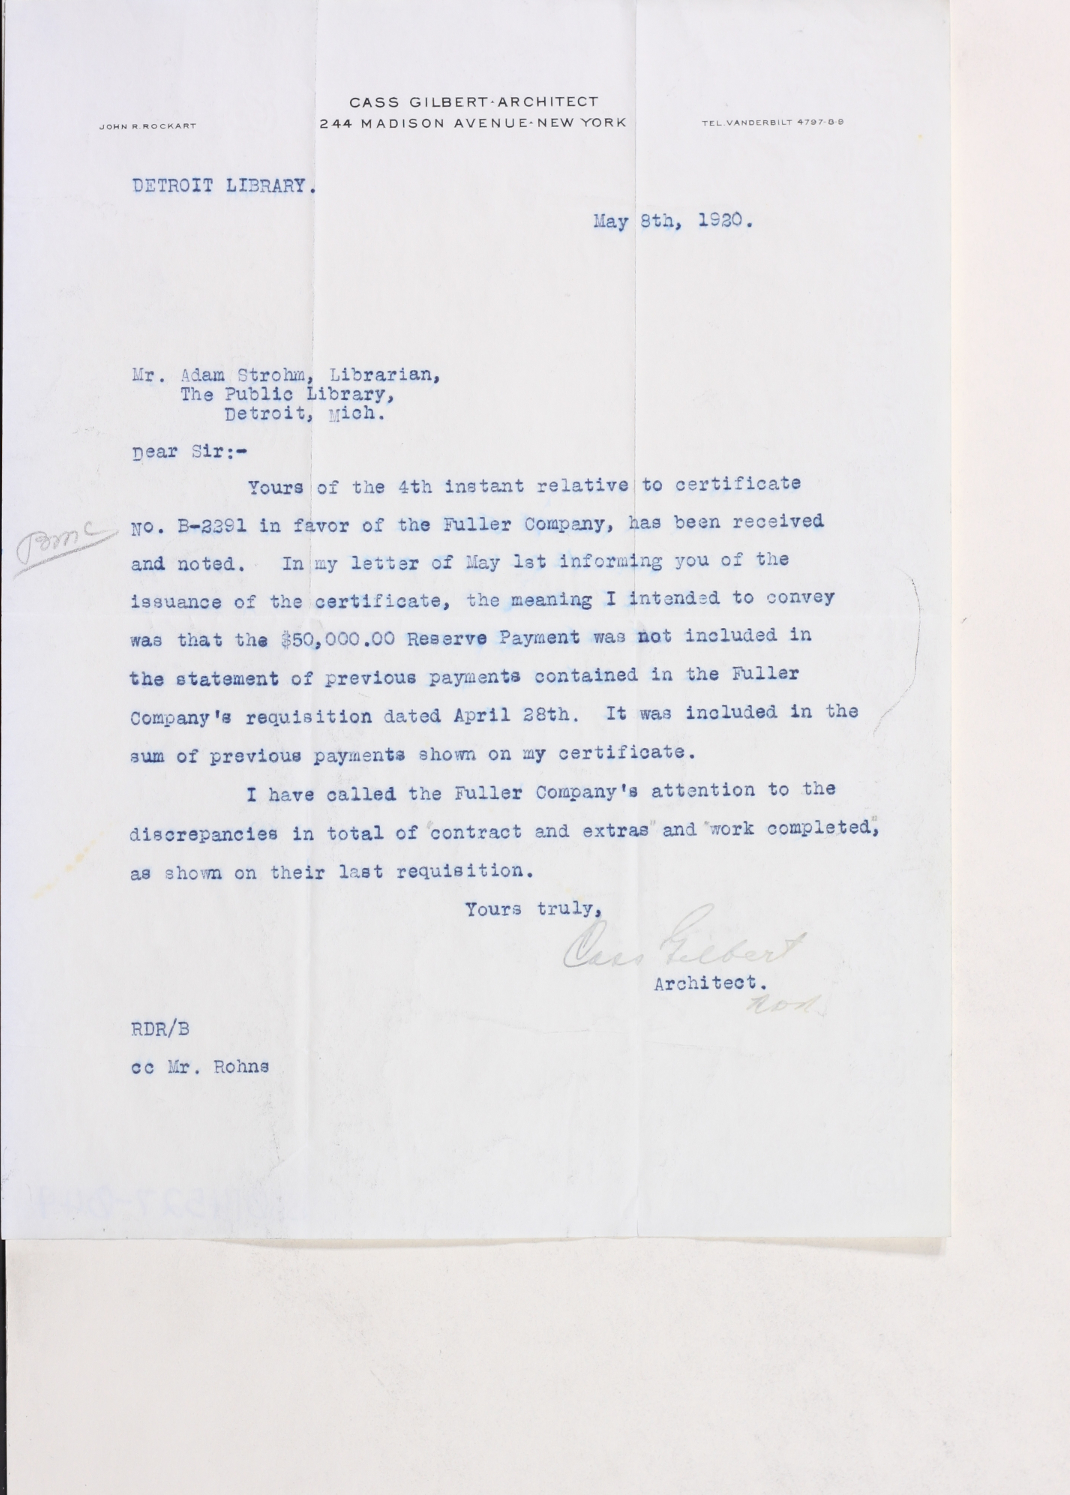 CASS GILBERT·ARCHITECT
JOHN R. ROCKART
244 MADISON AVENUE·NEW YORK
TEL. VANDERBILT 4797-8-9
DETROIT LIBRARY.
May 8th, 1920.
Mr. Adam Strohm, Librarian,
The Public Library,
Detroit, Mich.
Dear Sir:-
Yours of the 4th instant relative to certificate
No. B-2291 in favor of the Fuller Company, has been received
and noted. In my letter of May 1st informing you of the
issuance of the certificate, the meaning I intended to convey
was that the $50,000.00 Reserve Payment was not included in
the statement of previous payments contained in the Fuller
Company's requisition dated April 28th. It was included in the
sum of previous payments shown on my certificate.
I have called the Fuller Company's attention to the
discrepancies in total of "contract and extras" and "work completed",
as shown on their last requisition.
Yours truly,
Cass Gilbert
Architect.
RDR/B
cc Mr. Rohns